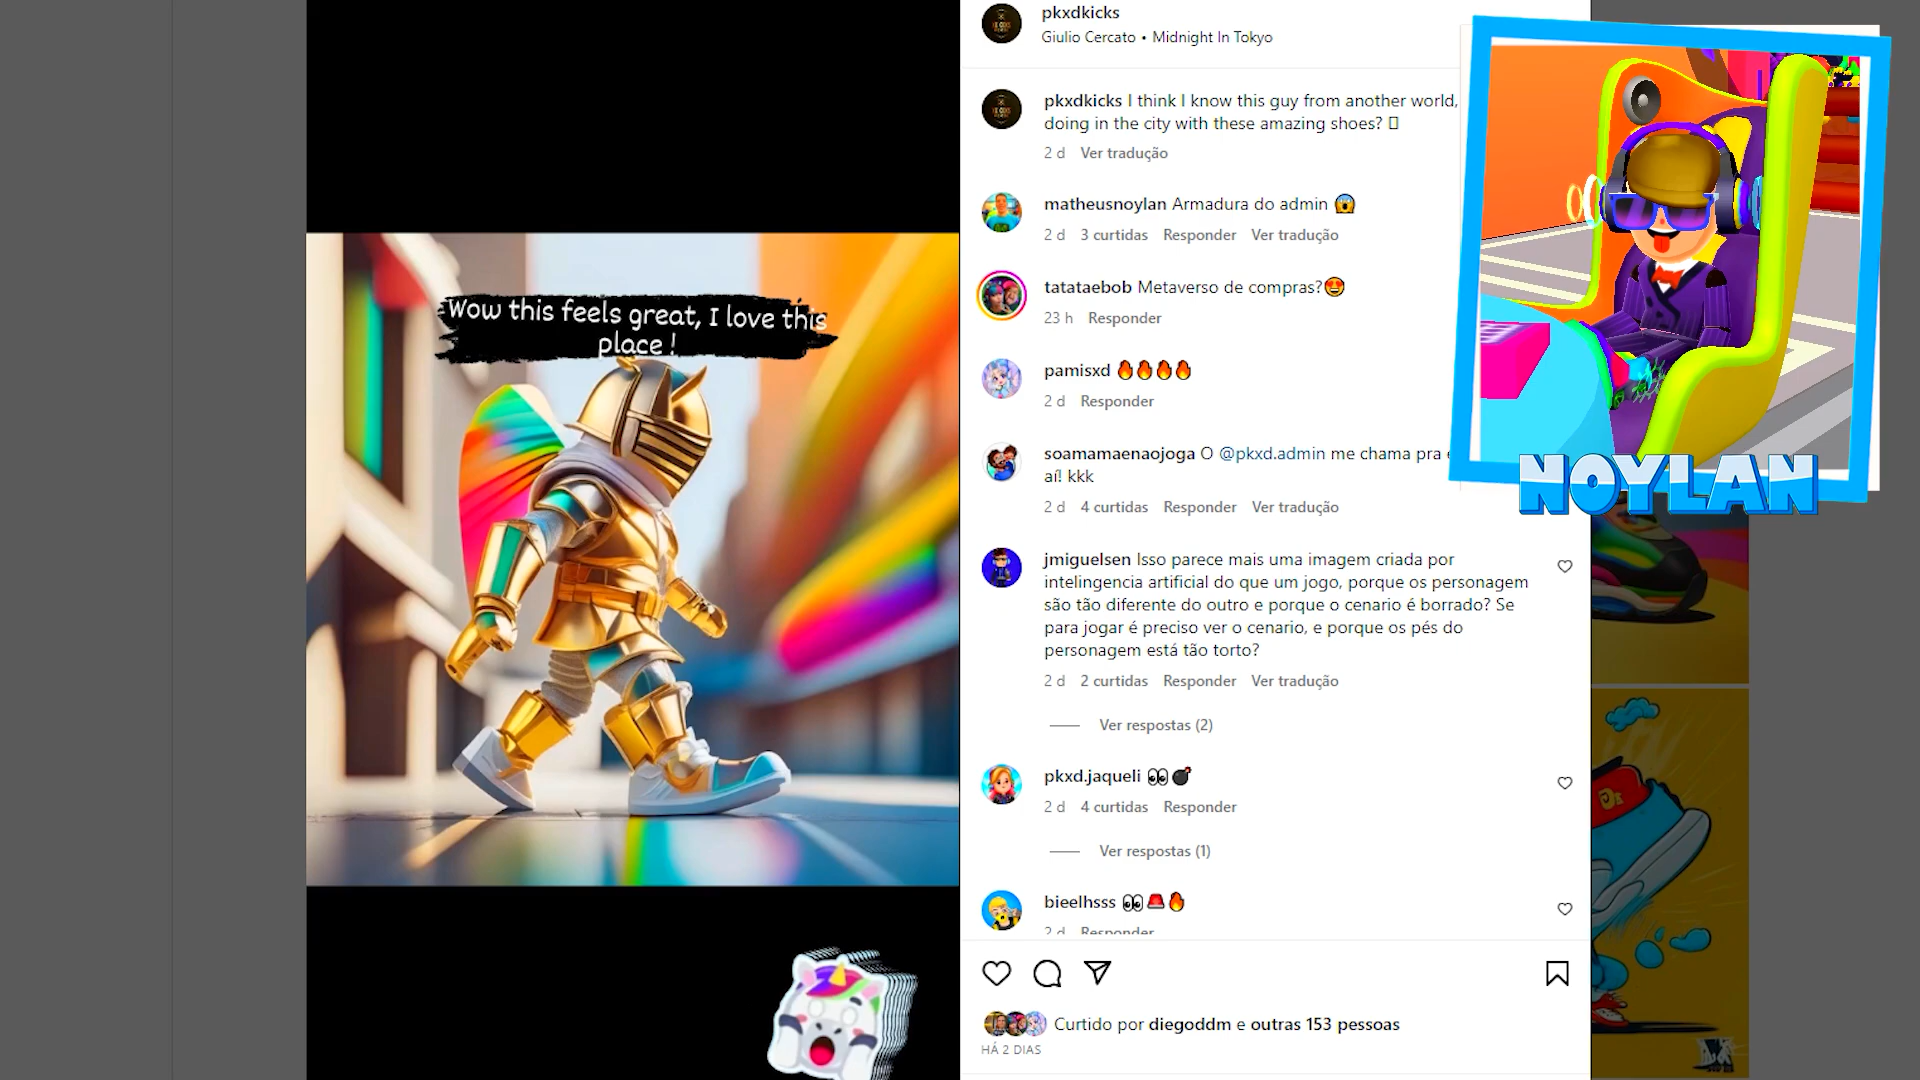 Wow this feels great, I love this
place !
pkxdkicks
Giulio Cercato • Midnight In Tokyo
pkxdkicks I think I know this guy from another world,
doing in the city with these amazing shoes?
2 d Ver tradução
matheusnoylan Armadura do admin 😱
2 d 3 curtidas Responder Ver tradução
tatataebob Metaverso de compras?😍
23 h Responder
pamisxd 🔥🔥🔥🔥
2 d Responder
soamamaenaojoga O @pkxd.admin me chama pra
aí! kkk
2 d 4 curtidas Responder Ver tradução
jmiguelsen Isso parece mais uma imagem criada por
intelingencia artificial do que um jogo, porque os personagem
são tão diferente do outro e porque o cenario é borrado? Se
para jogar é preciso ver o cenario, e porque os pés do
personagem está tão torto?
2 d 2 curtidas Responder Ver tradução
Ver respostas (2)
pkxd.jaqueli 👀💣
2 d 4 curtidas Responder
Ver respostas (1)
bieelhsss 👀🚨🔥
2 d Responder
Curtido por diegoddm e outras 153 pessoas
HÁ 2 DIAS
NOYLAN